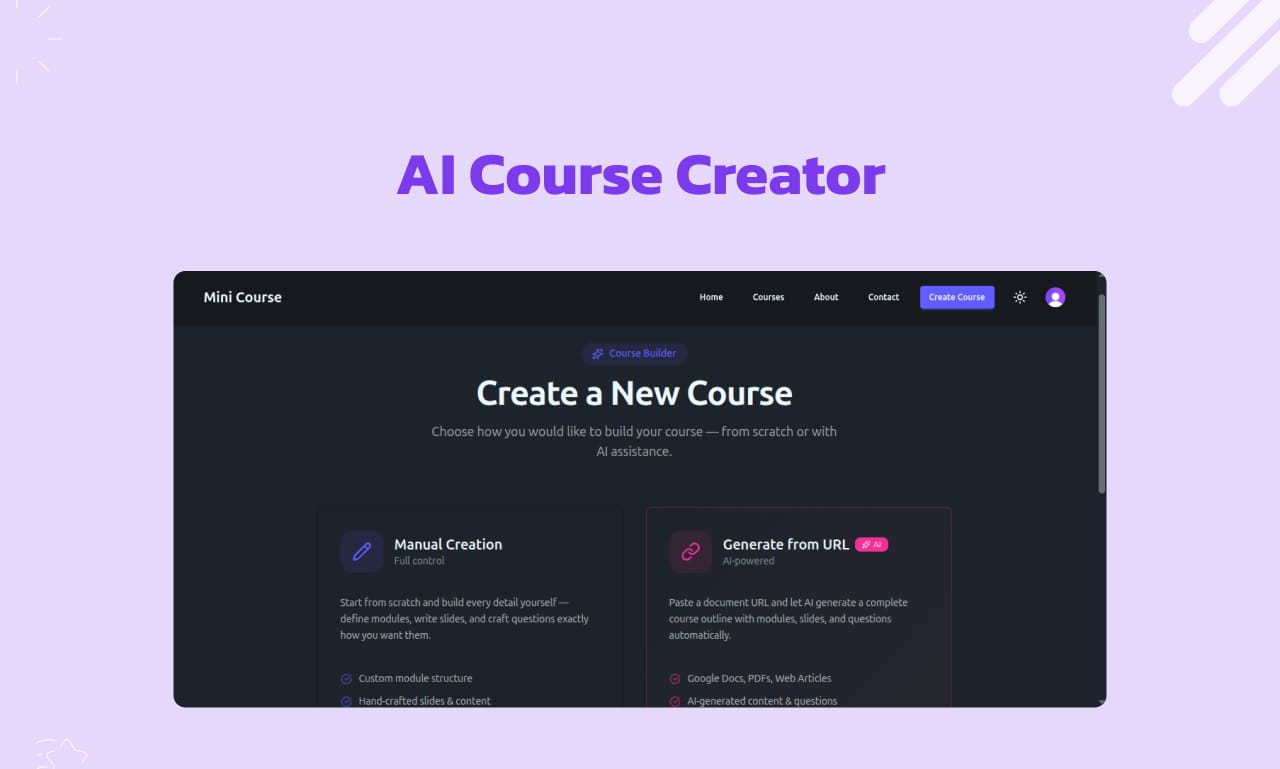 AI Course Creator
Mini Course
Home
Courses
About
Contact
Create Course
Course Builder
Create a New Course
Choose how you would like to build your course — from scratch or with
AI assistance.
Manual Creation
Full control
Start from scratch and build every detail yourself —
define modules, write slides, and craft questions exactly
how you want them.
Custom module structure
Hand-crafted slides & content
Generate from URL AI
AI-powered
Paste a document URL and let AI generate a complete
course outline with modules, slides, and questions
automatically.
Google Docs, PDFs, Web Articles
AI-generated content & questions